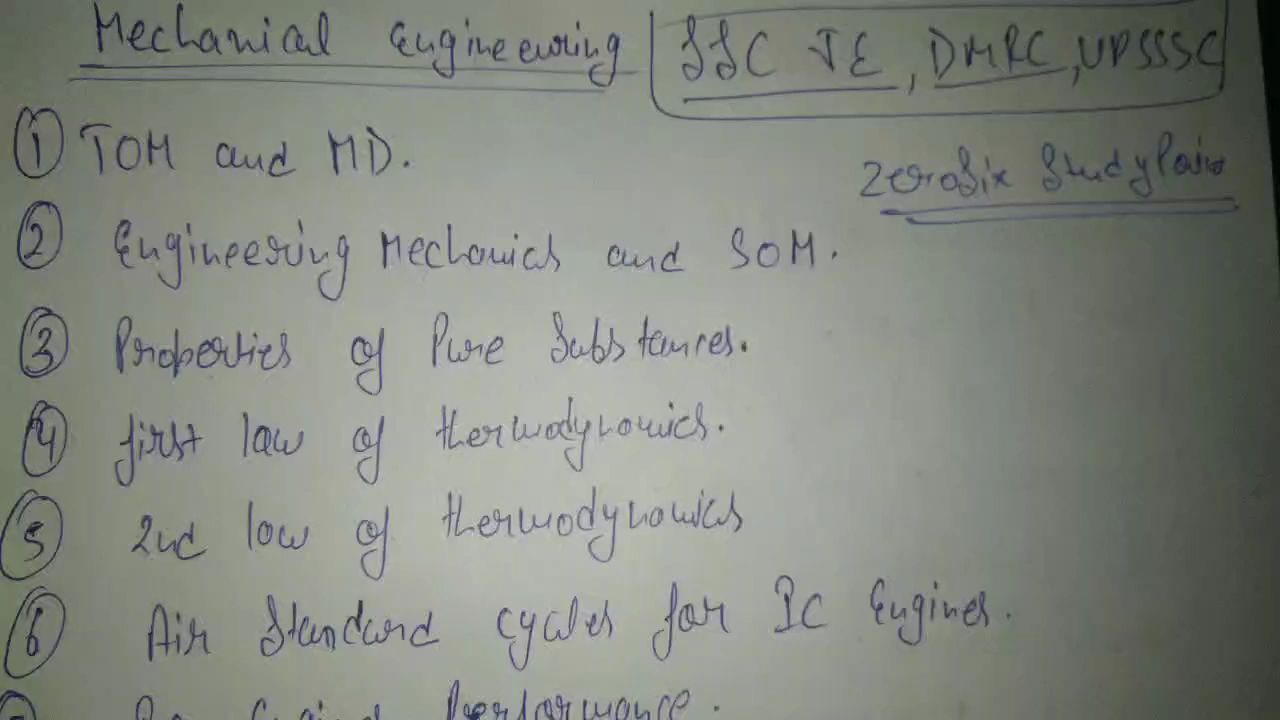 Mechanical Engineering
SSC JE, DMRC, UPSSSC
① TOM and MD.
ZeroSix Study
② Engineering Mechanics and SOM.
③ Properties of Pure Substances.
④ first law of thermodynamics.
⑤ 2nd law of thermodynamics
⑥ Air Standard cycles for IC Engines.
Performance.